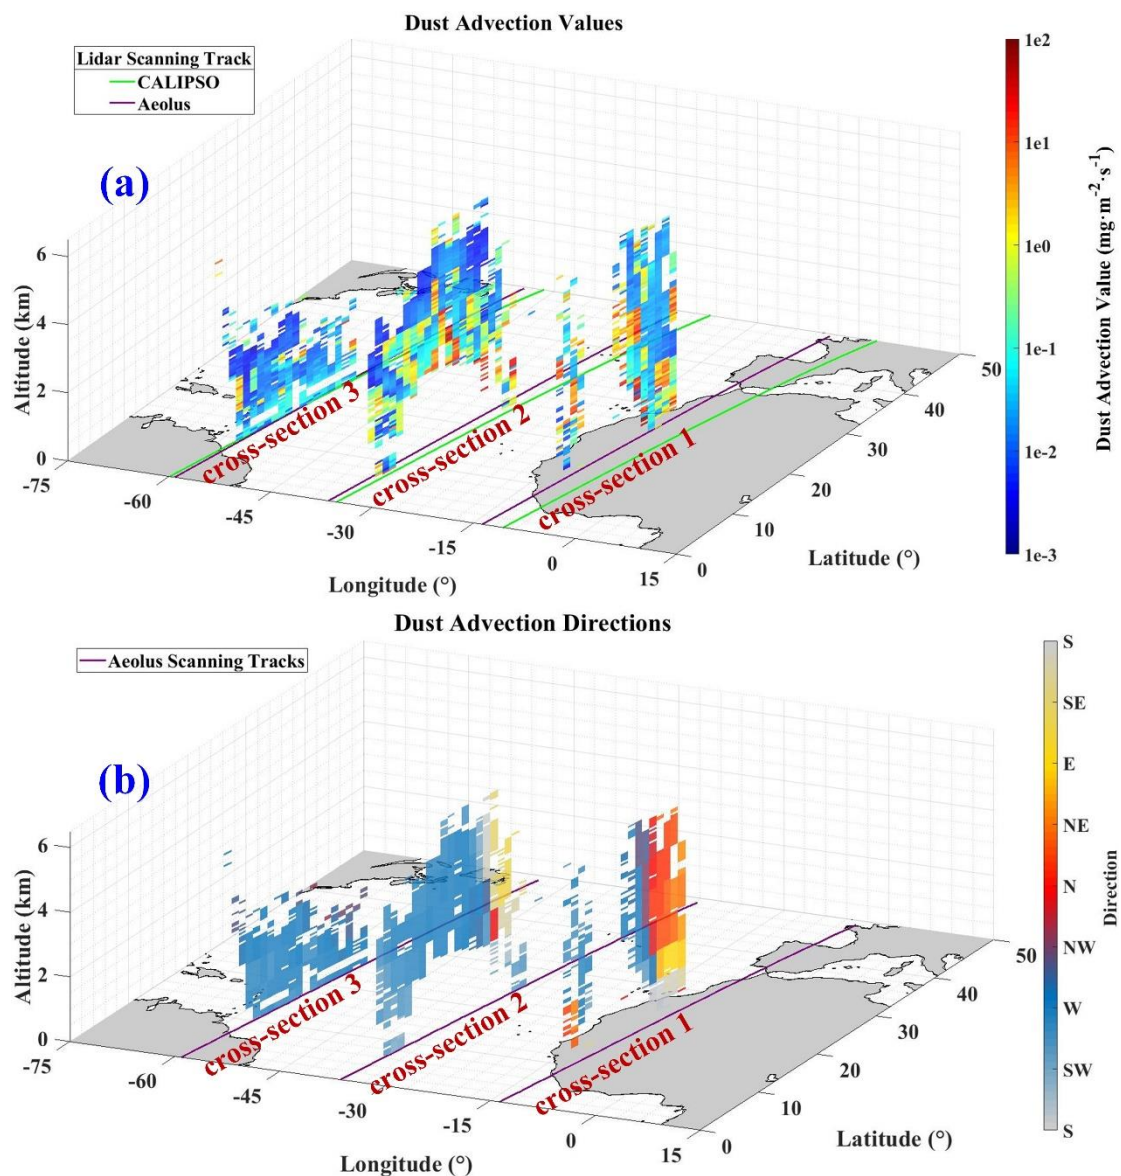 Dust Advection Values
Lidar Scanning Track
CALIPSO
Aeolus
(a)
Altitude (km)
6
4
2
0
-75
-60
-45
-30
-15
0
15
Longitude (°)
0
10
20
30
40
50
Latitude (°)
cross-section 3
cross-section 2
cross-section 1
1e2
1e1
1e0
1e-1
1e-2
1e-3
Dust Advection Value (mg·m⁻²·s⁻¹)
Dust Advection Directions
Aeolus Scanning Tracks
(b)
Altitude (km)
6
4
2
0
-75
-60
-45
-30
-15
0
15
Longitude (°)
0
10
20
30
40
50
Latitude (°)
cross-section 3
cross-section 2
cross-section 1
S
SE
E
NE
N
NW
W
SW
S
Direction